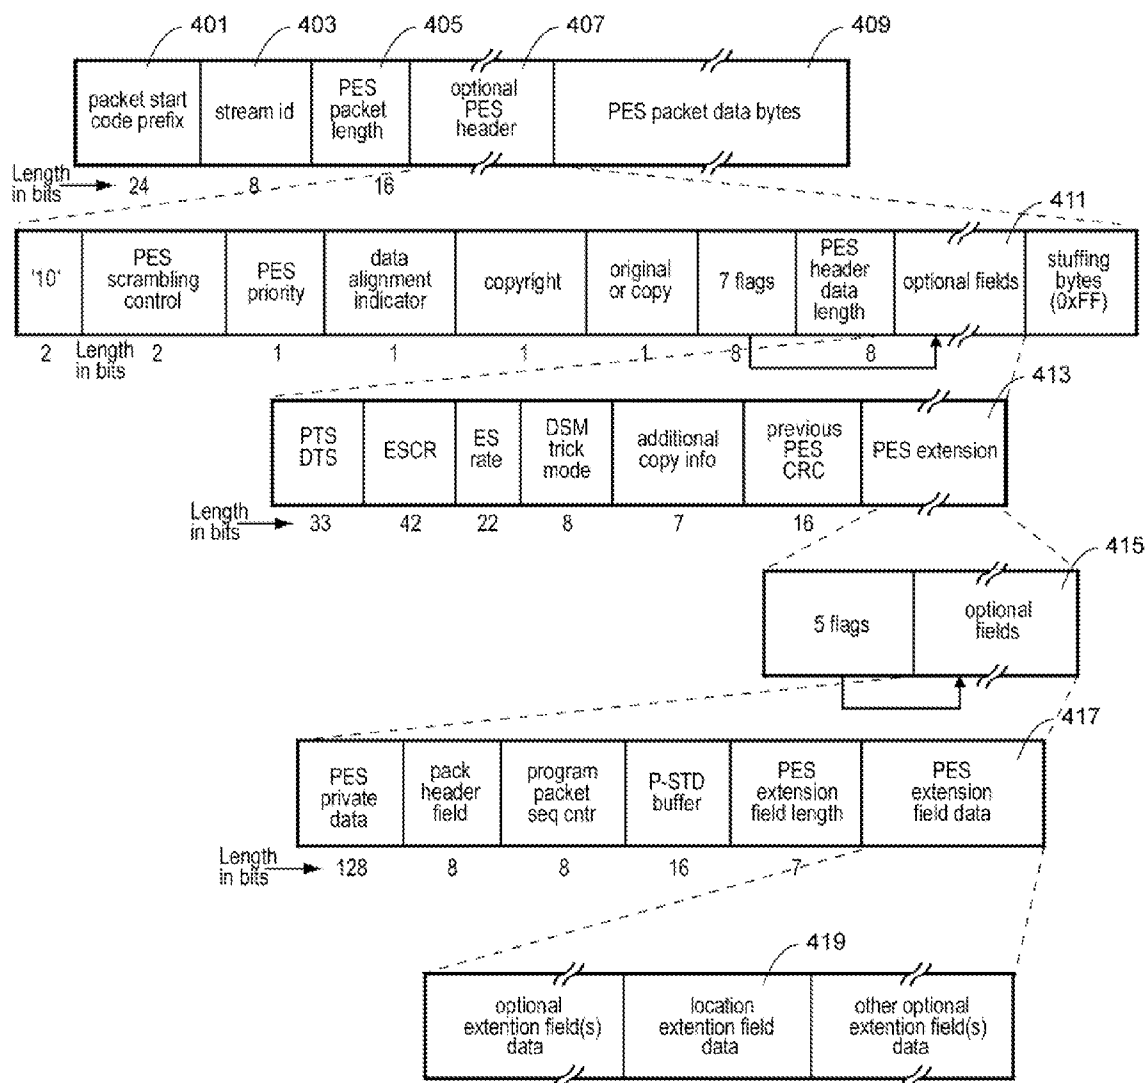 401 403 405 407 409
packet start code prefix
stream id
PES packet length
optional PES header
PES packet data bytes
Length in bits 24 8 16
411
'10'
PES scrambling control
PES priority
data alignment indicator
copyright
original or copy
7 flags
PES header data length
optional fields
stuffing bytes (0xFF)
2 Length in bits 2 1 1 1 1 8 8
413
PTS DTS
ESCR
ES rate
DSM trick mode
additional copy info
previous PES CRC
PES extension
Length in bits 33 42 22 8 7 16
415
5 flags
optional fields
417
PES private data
pack header field
program packet seq cntr
P-STD buffer
PES extension field length
PES extension field data
Length in bits 128 8 8 16 7
419
optional extention field(s) data
location extention field data
other optional extention field(s) data